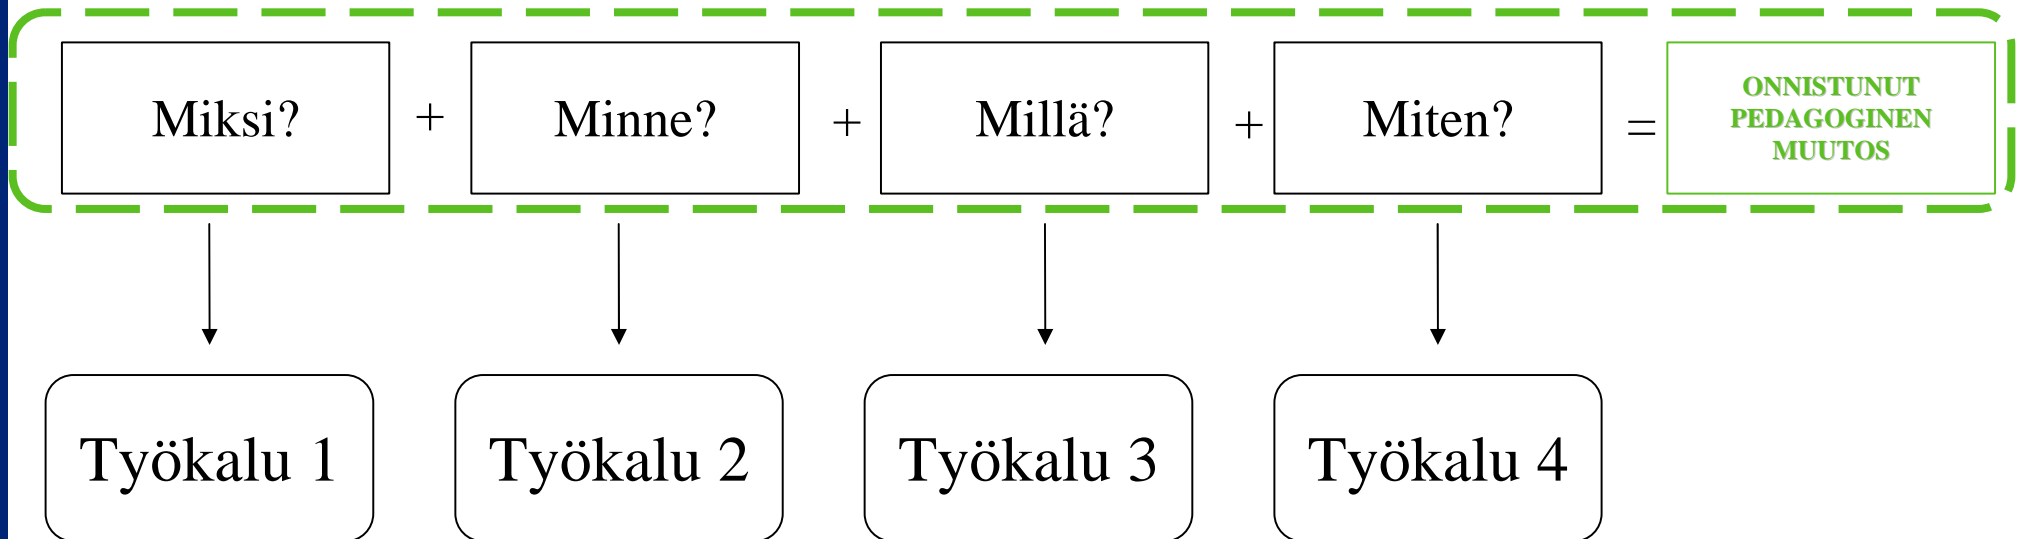 Miksi? + Minne? + Millä? + Miten? = ONNISTUNUT
PEDAGOGINEN
MUUTOS
Työkalu 1 Työkalu 2 Työkalu 3 Työkalu 4